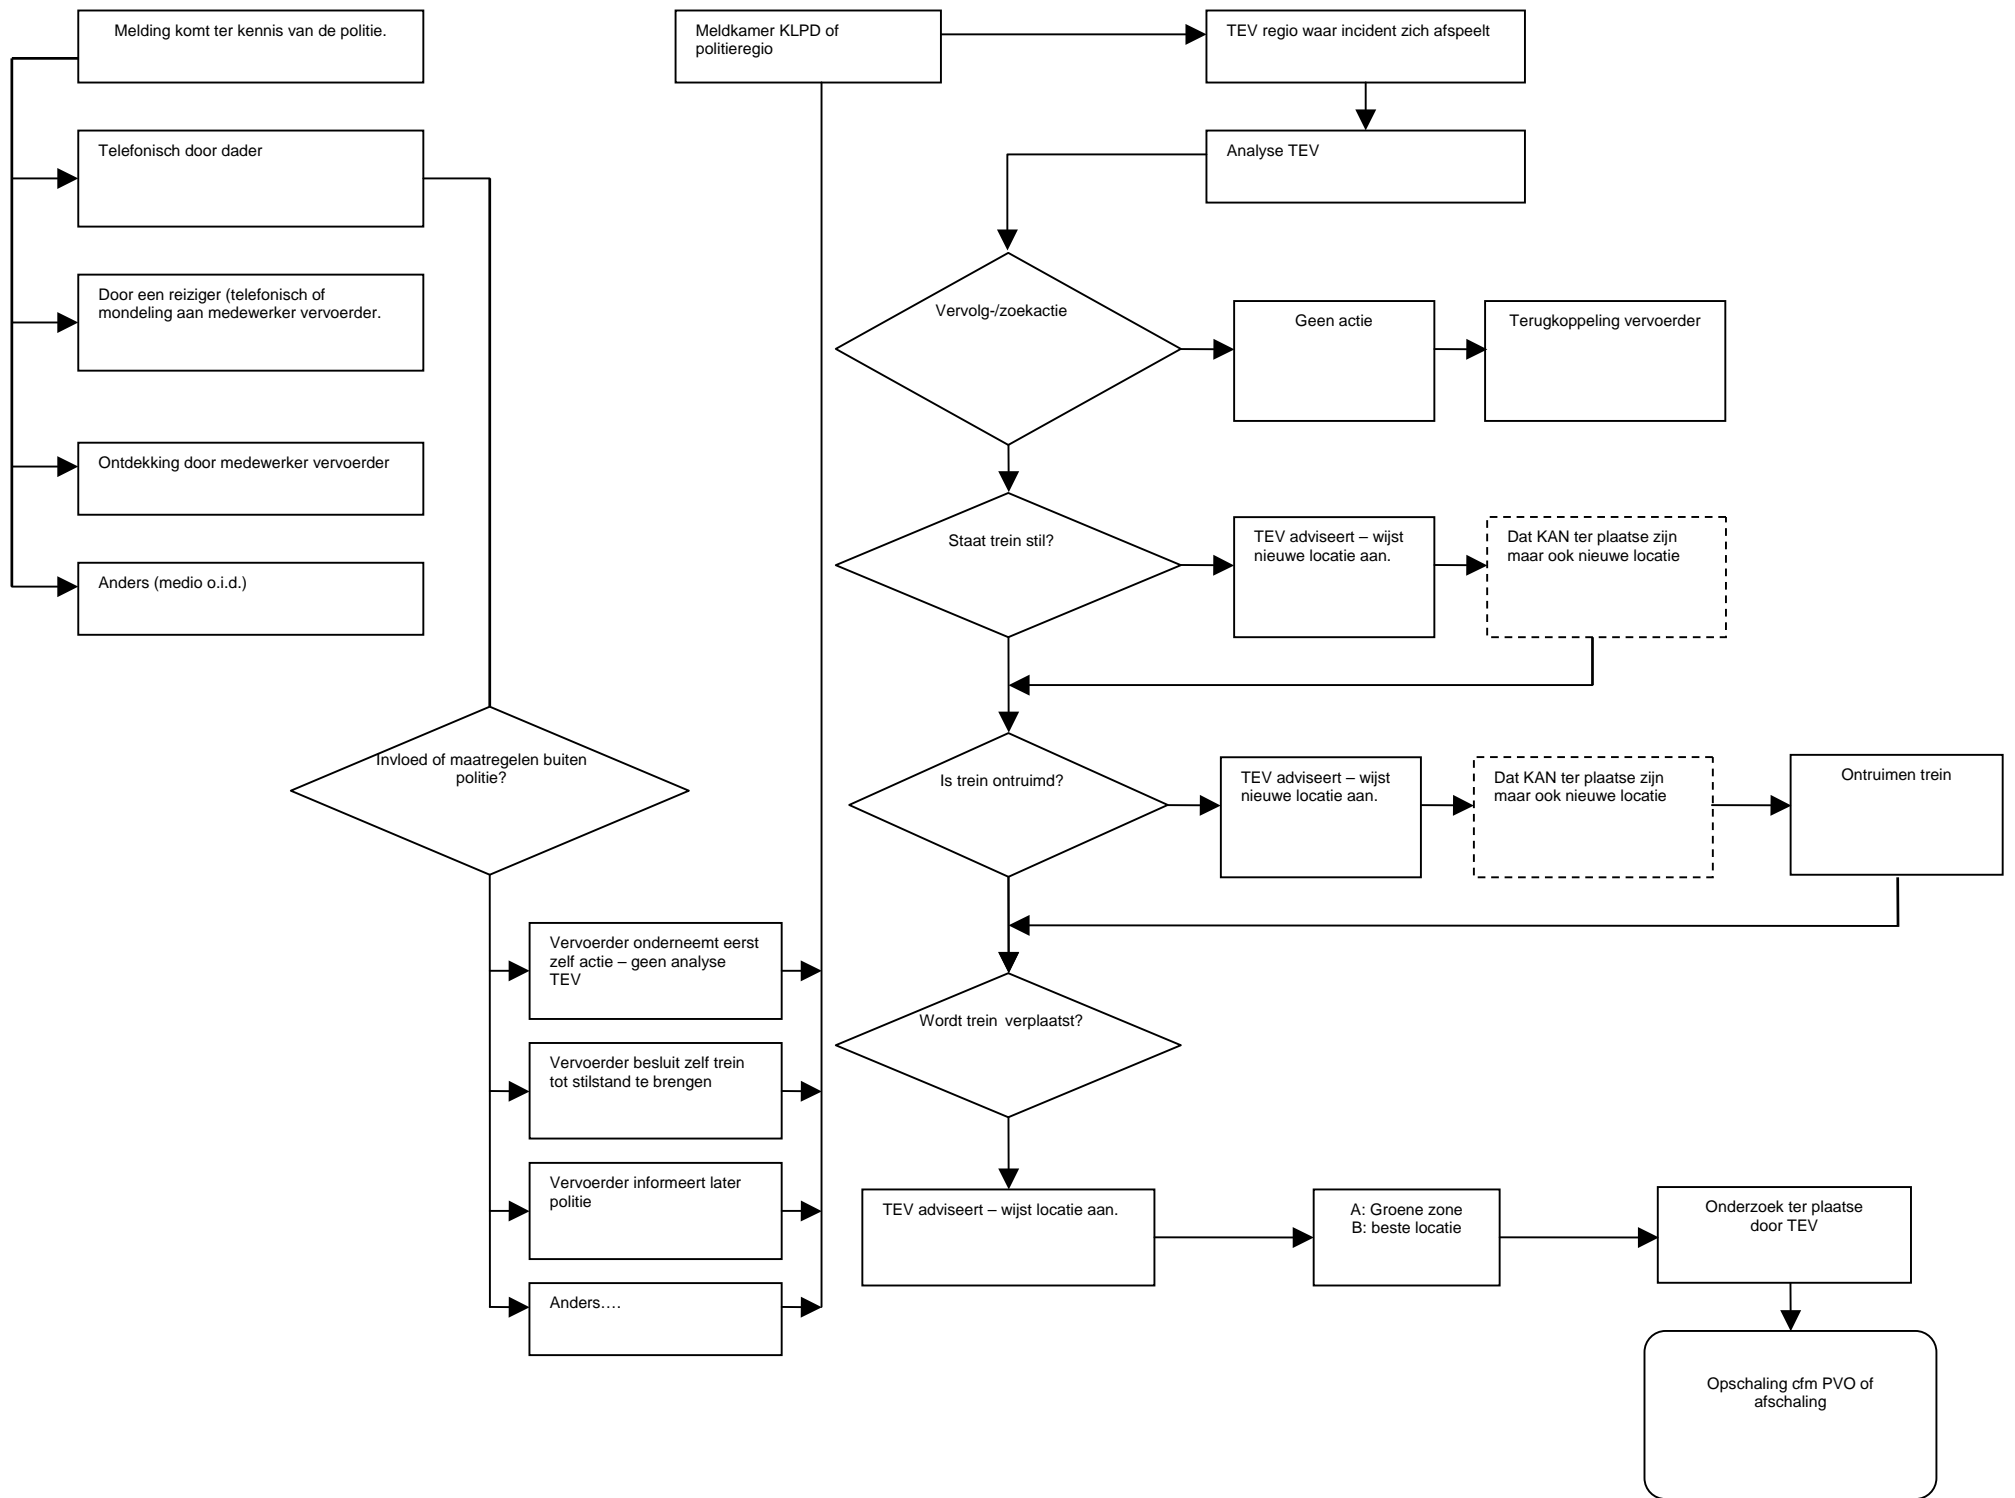 Melding komt ter kennis van de politie.
Telefonisch door dader
Door een reiziger (telefonisch of
mondeling aan medewerker vervoerder.
Ontdekking door medewerker vervoerder
Anders (medio o.i.d.)
Invloed of maatregelen buiten
politie?
Vervoerder onderneemt eerst
zelf actie – geen analyse
TEV
Vervoerder besluit zelf trein
tot stilstand te brengen
Vervoerder informeert later
politie
Anders….
Meldkamer KLPD of
politieregio
TEV regio waar incident zich afspeelt
Analyse TEV
Vervolg-/zoekactie
Geen actie
Terugkoppeling vervoerder
Staat trein stil?
TEV adviseert – wijst
nieuwe locatie aan.
Dat KAN ter plaatse zijn
maar ook nieuwe locatie
Is trein ontruimd?
TEV adviseert – wijst
nieuwe locatie aan.
Dat KAN ter plaatse zijn
maar ook nieuwe locatie
Ontruimen trein
Wordt trein verplaatst?
TEV adviseert – wijst locatie aan.
A: Groene zone
B: beste locatie
Onderzoek ter plaatse
door TEV
Opschaling cfm PVO of
afschaling